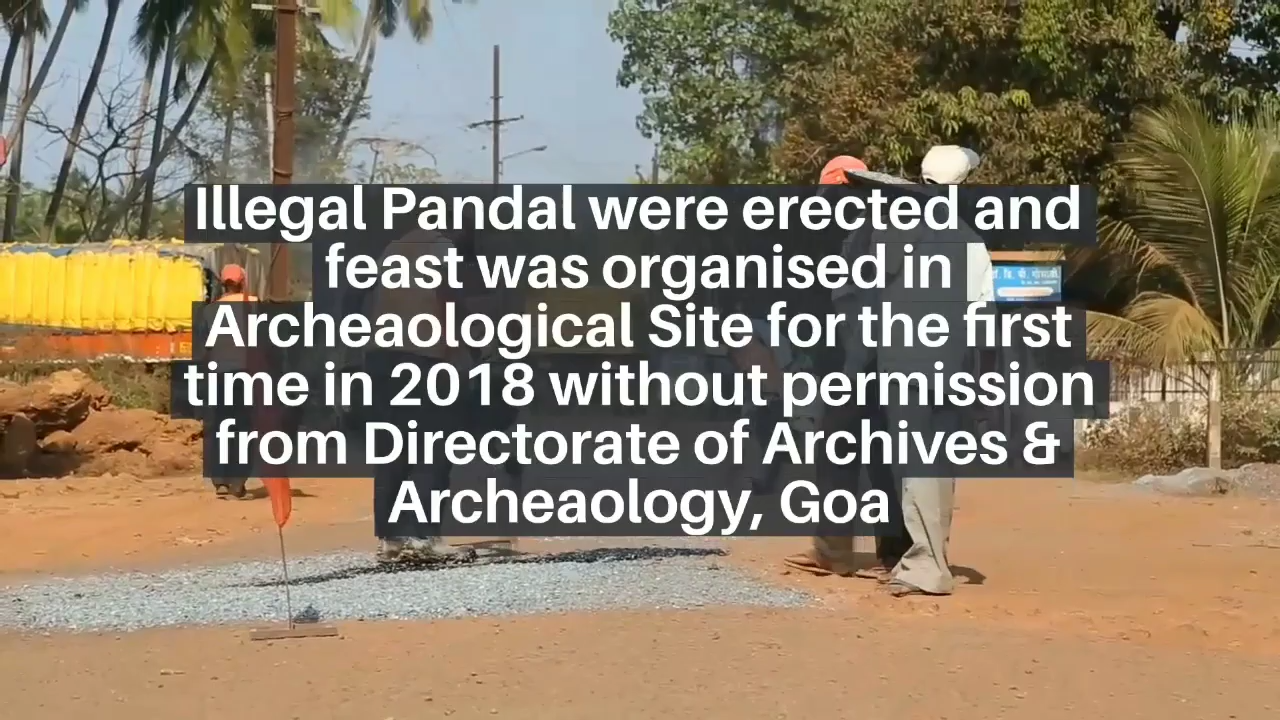 Illegal Pandal were erected and
feast was organised in
Archeaological Site for the first
time in 2018 without permission
from Directorate of Archives &
Archeaology, Goa